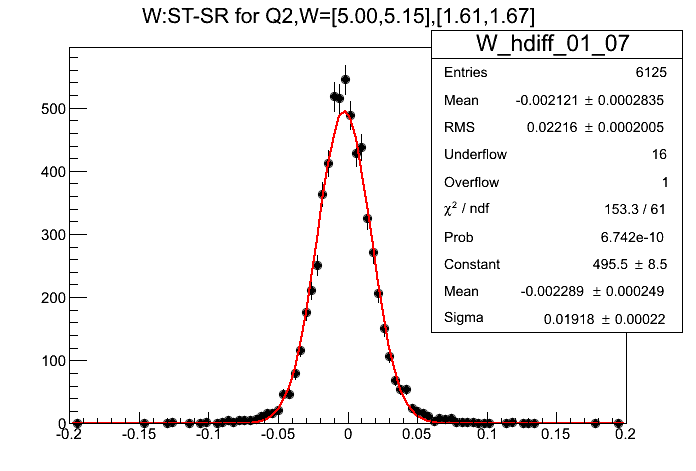 W:ST-SR for Q2,W=[5.00,5.15],[1.61,1.67]
W_hdiff_01_07
Entries 6125
Mean -0.002121 ± 0.0002835
RMS 0.02216 ± 0.0002005
Underflow 16
Overflow 1
χ² / ndf 153.3 / 61
Prob 6.742e-10
Constant 495.5 ± 8.5
Mean -0.002289 ± 0.000249
Sigma 0.01918 ± 0.00022
500
400
300
200
100
0
-0.2 -0.15 -0.1 -0.05 0 0.05 0.1 0.15 0.2